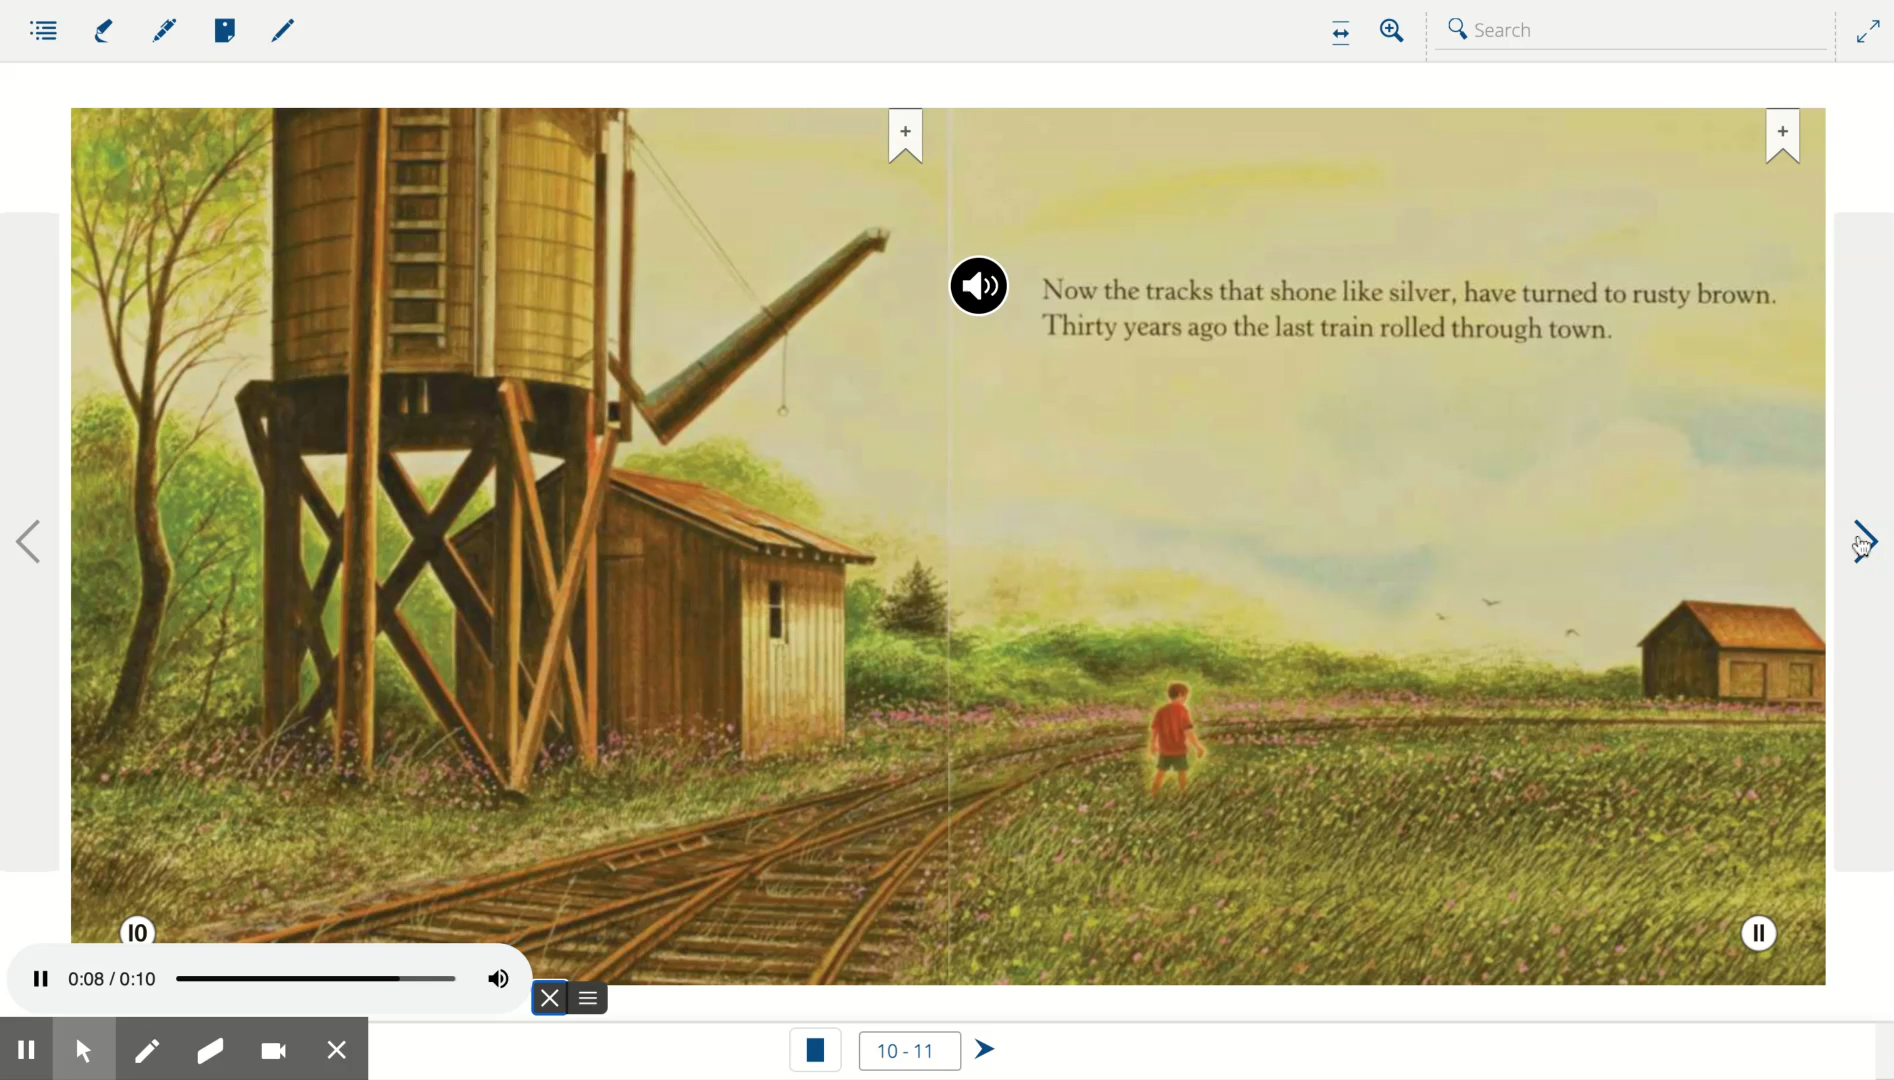 Search
Now the tracks that shone like silver, have turned to rusty brown.
Thirty years ago the last train rolled through town.
10
11
0:08 / 0:10
10 - 11